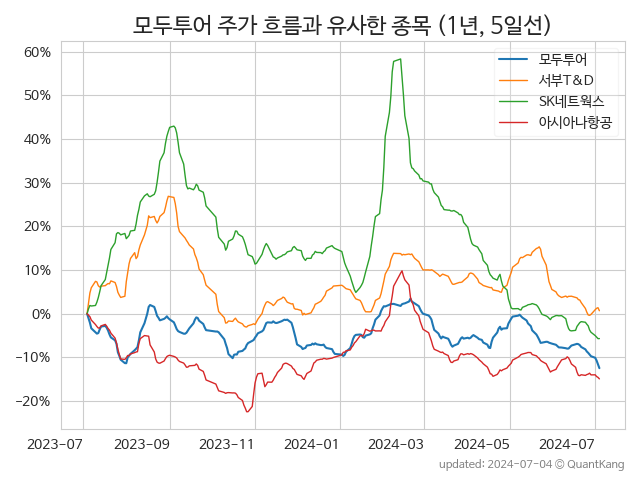 모두투어 주가 흐름과 유사한 종목 (1년, 5일선)
모두투어
서부T&D
SK네트웍스
아시아나항공
60%
50%
40%
30%
20%
10%
0%
−10%
−20%
2023-07 2023-09 2023-11 2024-01 2024-03 2024-05 2024-07
updated: 2024-07-04 © QuantKang